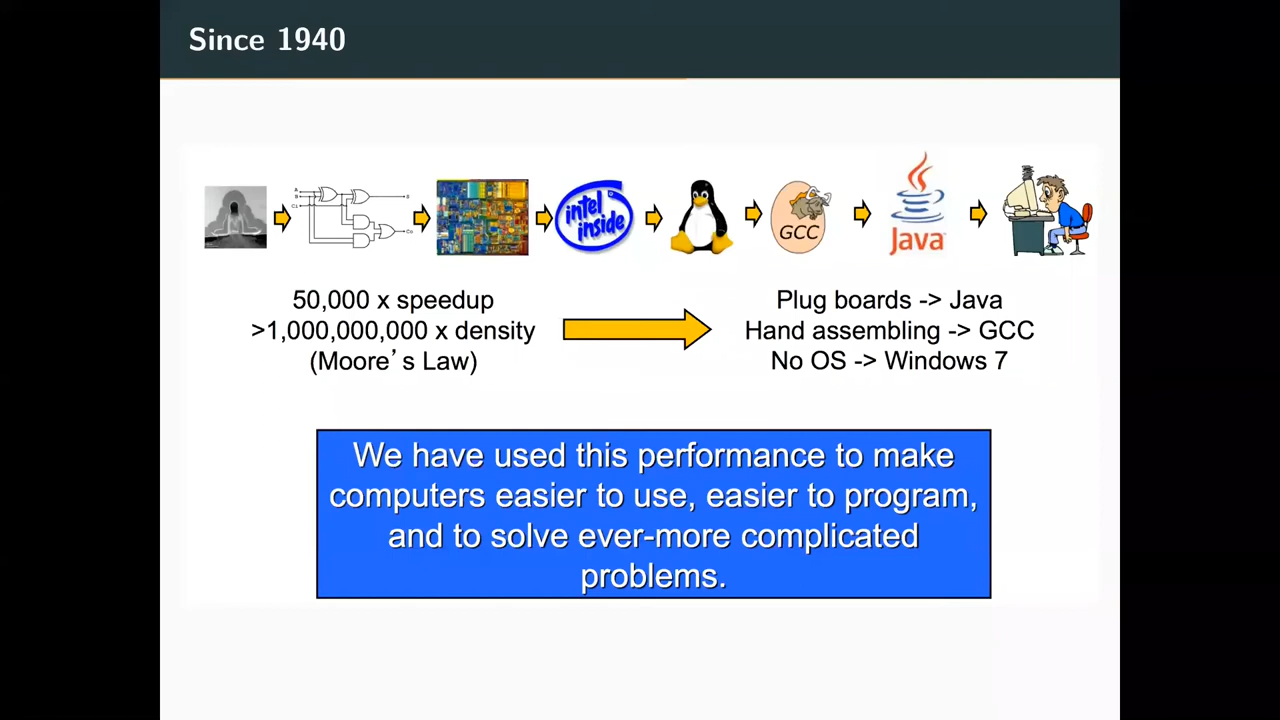 Since 1940
A
B
Ci
S
Co
intel
inside
GCC
Java
50,000 x speedup
>1,000,000,000 x density
(Moore’s Law)
Plug boards -> Java
Hand assembling -> GCC
No OS -> Windows 7
We have used this performance to make
computers easier to use, easier to program,
and to solve ever-more complicated
problems.